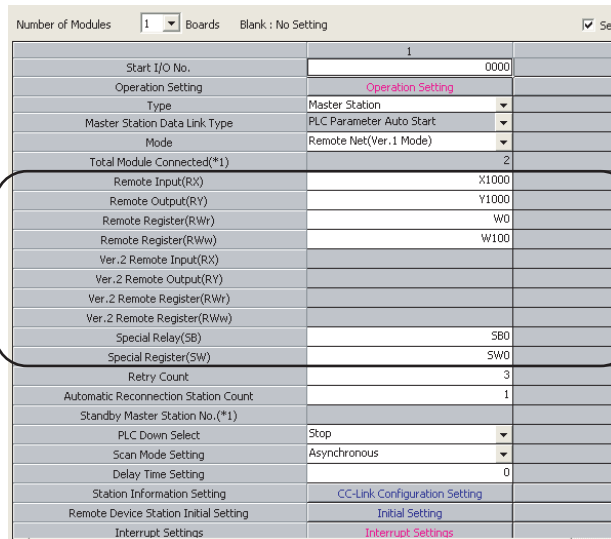 Number of Modules 1 Boards Blank : No Setting Se
1
Start I/O No. 0000
Operation Setting Operation Setting
Type Master Station
Master Station Data Link Type PLC Parameter Auto Start
Mode Remote Net(Ver.1 Mode)
Total Module Connected(*1) 2
Remote Input(RX) X1000
Remote Output(RY) Y1000
Remote Register(RWr) W0
Remote Register(RWw) W100
Ver.2 Remote Input(RX)
Ver.2 Remote Output(RY)
Ver.2 Remote Register(RWr)
Ver.2 Remote Register(RWw)
Special Relay(SB) SB0
Special Register(SW) SW0
Retry Count 3
Automatic Reconnection Station Count 1
Standby Master Station No.(*1)
PLC Down Select Stop
Scan Mode Setting Asynchronous
Delay Time Setting 0
Station Information Setting CC-Link Configuration Setting
Remote Device Station Initial Setting Initial Setting
Interrupt Settings Interrupt Settings